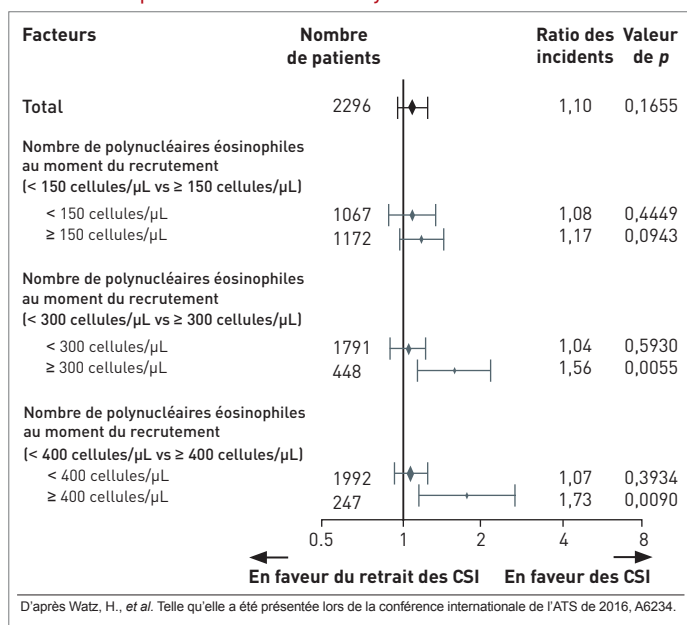 Facteurs Nombre de patients Ratio des incidents Valeur de p
Total 2296 1,10 0,1655
Nombre de polynucléaires éosinophiles
au moment du recrutement
(< 150 cellules/µL vs ≥ 150 cellules/µL)
< 150 cellules/µL 1067 1,08 0,4449
≥ 150 cellules/µL 1172 1,17 0,0943
Nombre de polynucléaires éosinophiles
au moment du recrutement
(< 300 cellules/µL vs ≥ 300 cellules/µL)
< 300 cellules/µL 1791 1,04 0,5930
≥ 300 cellules/µL 448 1,56 0,0055
Nombre de polynucléaires éosinophiles
au moment du recrutement
(< 400 cellules/µL vs ≥ 400 cellules/µL)
< 400 cellules/µL 1992 1,07 0,3934
≥ 400 cellules/µL 247 1,73 0,0090
0.5 1 2 4 8
En faveur du retrait des CSI En faveur des CSI
D'après Watz, H., et al. Telle qu'elle a été présentée lors de la conférence internationale de l'ATS de 2016, A6234.